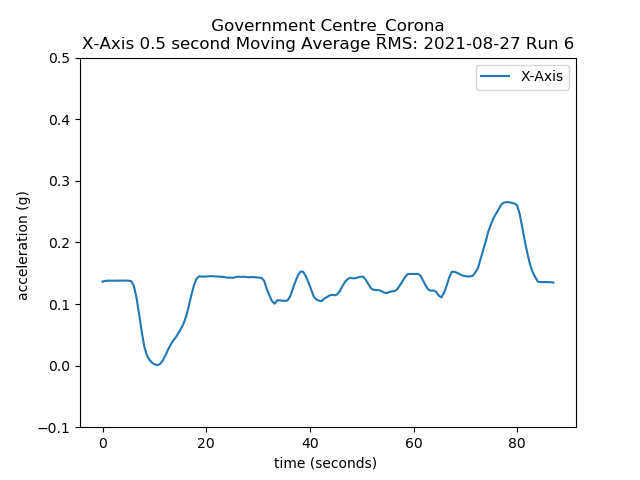 Government Centre_Corona
X-Axis 0.5 second Moving Average RMS: 2021-08-27 Run 6
X-Axis
acceleration (g)
0.5
0.4
0.3
0.2
0.1
0.0
−0.1
0 20 40 60 80
time (seconds)